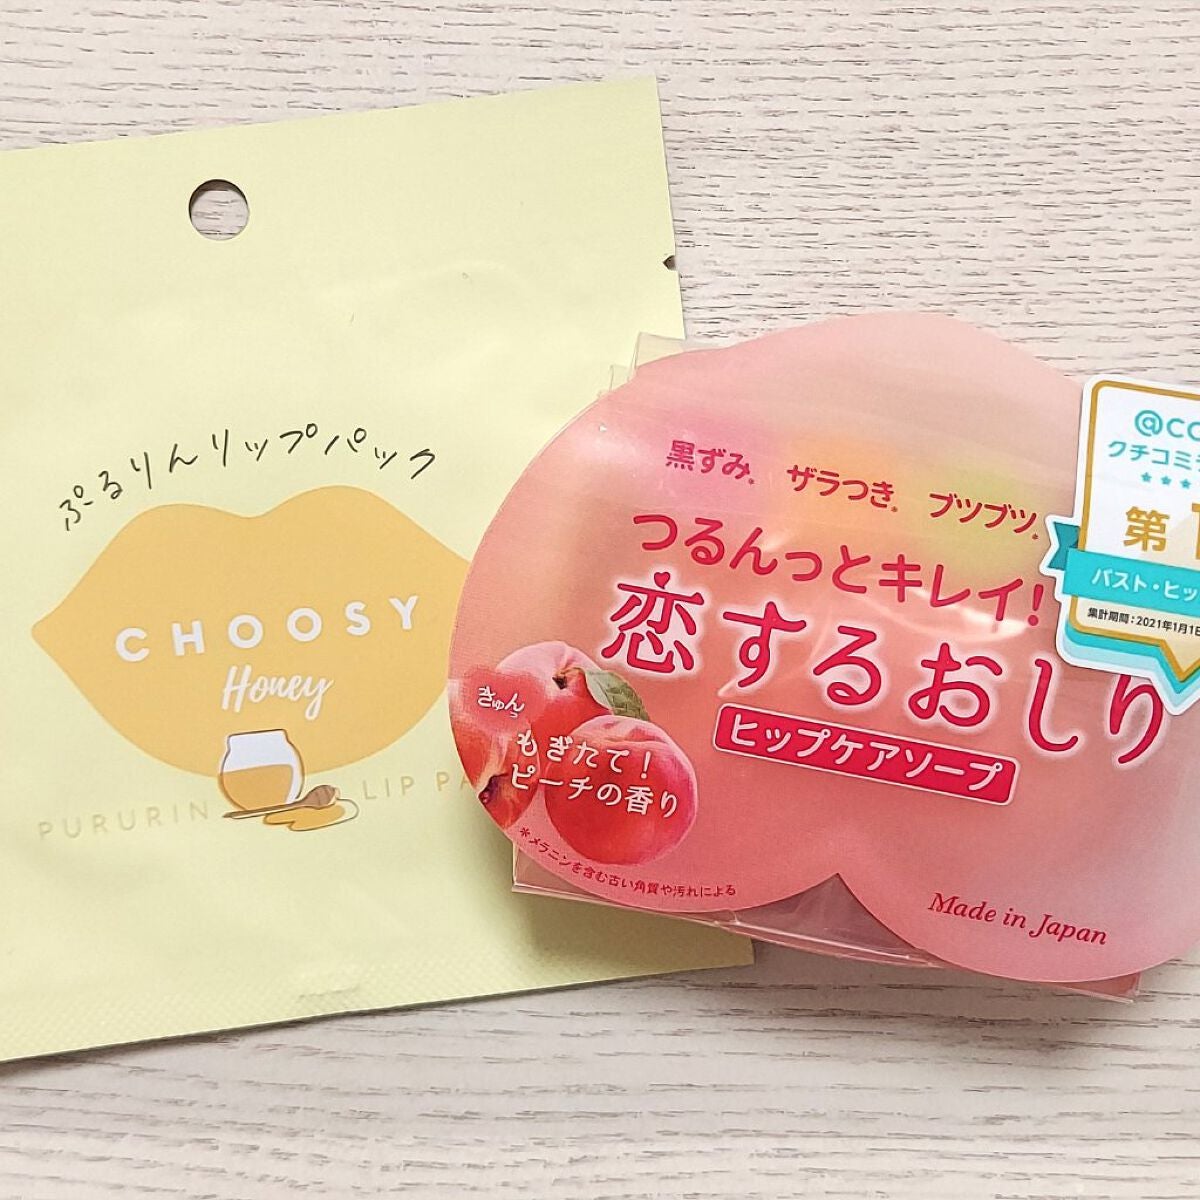 ぷるりんリップパック
CHOOSY
Honey
PURURIN LIP
黒ずみ* ザラつき* ブツブツ*
つるんっとキレイ!
恋するおしり
ヒップケアソープ
きゅんっ
もぎたて!
ピーチの香り
*メラニンを含む古い角質や汚れによる
Made in Japan
クチコミ
第1
バスト・ヒッ
集計期間:2021年1月1日